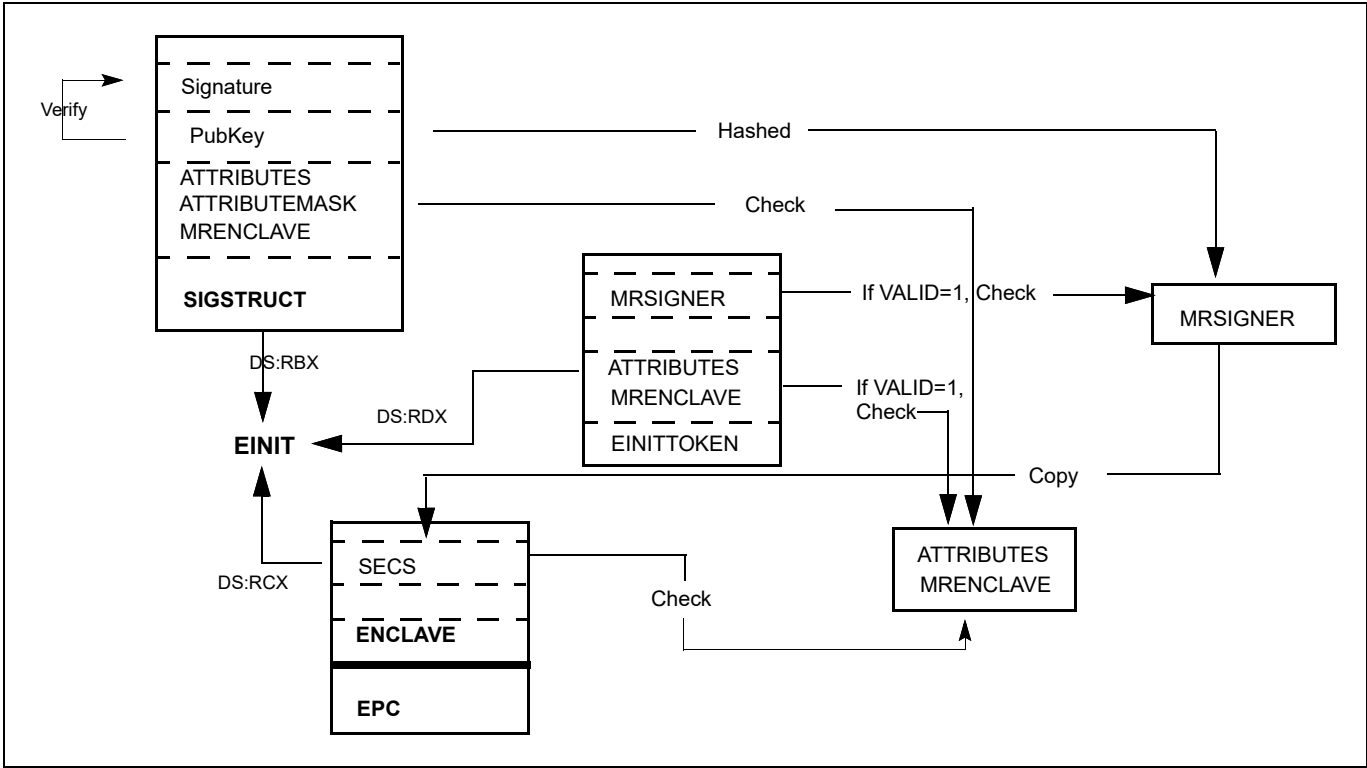 Signature
Verify
PubKey
Hashed
ATTRIBUTES
ATTRIBUTEMASK
MRENCLAVE
Check
SIGSTRUCT
MRSIGNER
If VALID=1, Check
MRSIGNER
DS:RBX
ATTRIBUTES
MRENCLAVE
If VALID=1,
Check
DS:RDX
EINIT
EINITTOKEN
Copy
SECS
DS:RCX
ATTRIBUTES
MRENCLAVE
Check
ENCLAVE
EPC